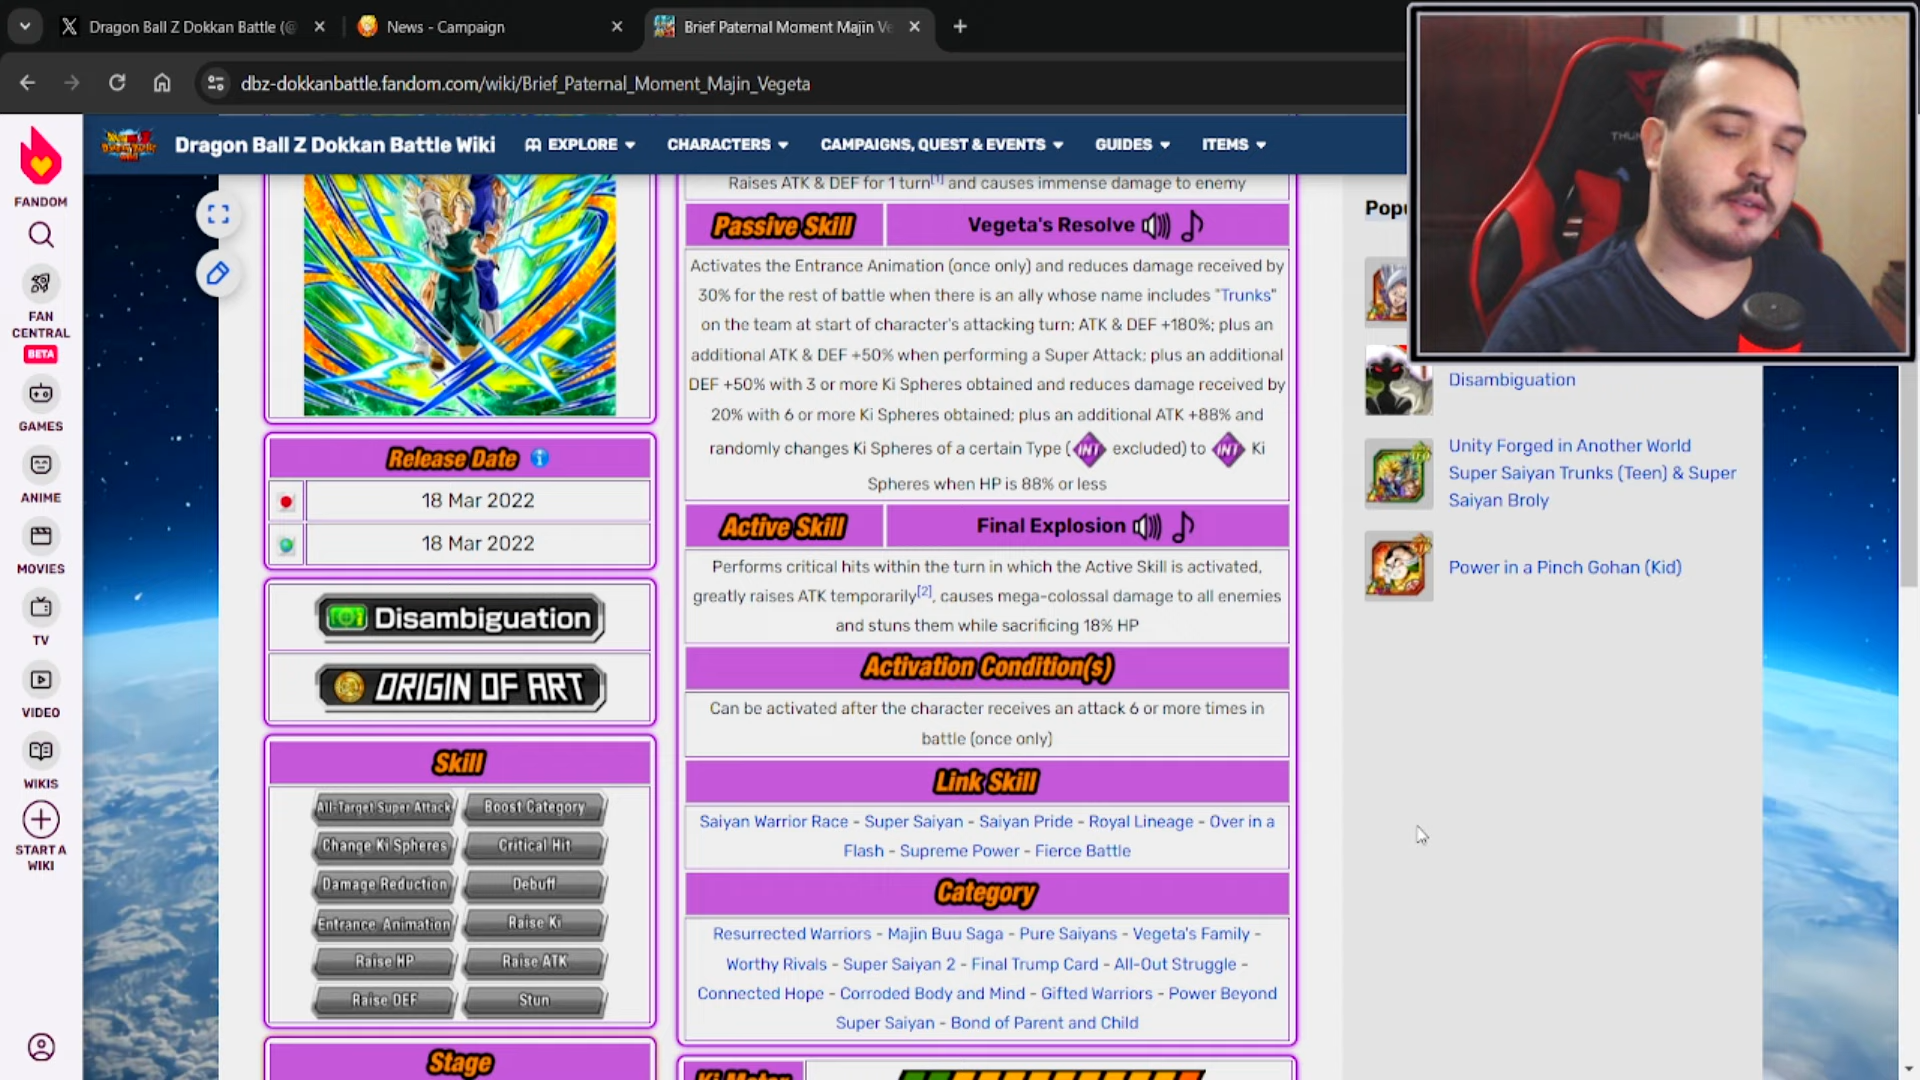 Dragon Ball Z Dokkan Battle (@
News - Campaign
Brief Paternal Moment Majin Ve
dbz-dokkanbattle.fandom.com/wiki/Brief_Paternal_Moment_Majin_Vegeta
Dragon Ball Z Dokkan Battle Wiki
EXPLORE
CHARACTERS
CAMPAIGNS, QUEST & EVENTS
GUIDES
ITEMS
FANDOM
FAN
CENTRAL
BETA
GAMES
ANIME
MOVIES
TV
VIDEO
WIKIS
START A
WIKI
Release Date
18 Mar 2022
18 Mar 2022
Disambiguation
ORIGIN OF ART
Skill
All-Target Super Attack
Boost Category
Change Ki Spheres
Critical Hit
Damage Reduction
Debuff
Entrance Animation
Raise Ki
Raise HP
Raise ATK
Raise DEF
Stun
Stage
Raises ATK & DEF for 1 turn[1] and causes immense damage to enemy
Passive Skill
Vegeta's Resolve
Activates the Entrance Animation (once only) and reduces damage received by
30% for the rest of battle when there is an ally whose name includes "Trunks"
on the team at start of character's attacking turn; ATK & DEF +180%; plus an
additional ATK & DEF +50% when performing a Super Attack; plus an additional
DEF +50% with 3 or more Ki Spheres obtained and reduces damage received by
20% with 6 or more Ki Spheres obtained; plus an additional ATK +88% and
randomly changes Ki Spheres of a certain Type (INT excluded) to INT Ki
Spheres when HP is 88% or less
Active Skill
Final Explosion
Performs critical hits within the turn in which the Active Skill is activated,
greatly raises ATK temporarily[2], causes mega-colossal damage to all enemies
and stuns them while sacrificing 18% HP
Activation Condition(s)
Can be activated after the character receives an attack 6 or more times in
battle (once only)
Link Skill
Saiyan Warrior Race - Super Saiyan - Saiyan Pride - Royal Lineage - Over in a
Flash - Supreme Power - Fierce Battle
Category
Resurrected Warriors - Majin Buu Saga - Pure Saiyans - Vegeta's Family -
Worthy Rivals - Super Saiyan 2 - Final Trump Card - All-Out Struggle -
Connected Hope - Corroded Body and Mind - Gifted Warriors - Power Beyond
Super Saiyan - Bond of Parent and Child
Ki Meter
Popu
Disambiguation
Unity Forged in Another World
Super Saiyan Trunks (Teen) & Super
Saiyan Broly
Power in a Pinch Gohan (Kid)